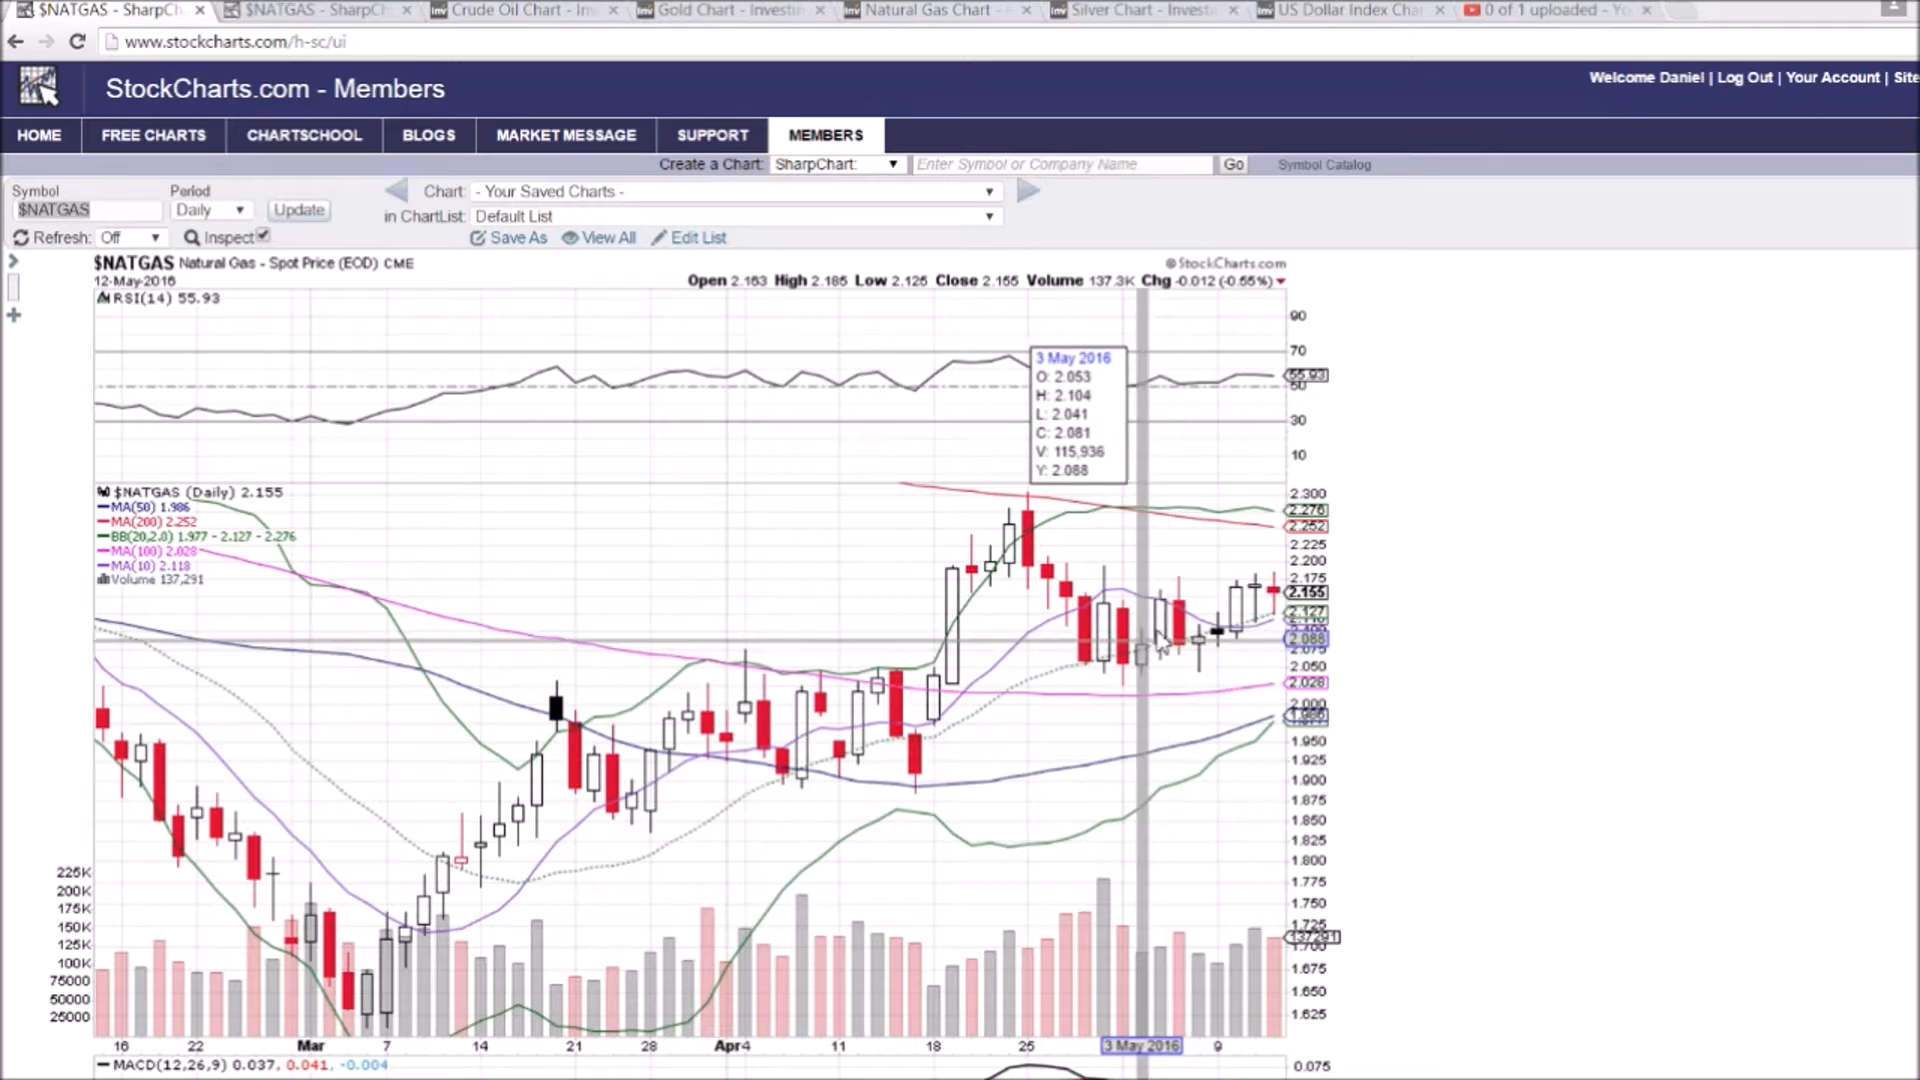 $NATGAS - SharpCh
$NATGAS - SharpCh
Crude Oil Chart - In
Gold Chart - Investin
Natural Gas Chart -
Silver Chart - Invest
US Dollar Index Cha
0 of 1 uploaded - Yo
www.stockcharts.com/h-sc/ui
StockCharts.com - Members
Welcome Daniel | Log Out | Your Account | Site
HOME
FREE CHARTS
CHARTSCHOOL
BLOGS
MARKET MESSAGE
SUPPORT
MEMBERS
Create a Chart: SharpChart: Enter Symbol or Company Name Go Symbol Catalog
Symbol
Period
$NATGAS
Daily
Update
Chart: - Your Saved Charts -
in ChartList: Default List
Refresh: Off Inspect
Save As View All Edit List
$NATGAS Natural Gas - Spot Price (EOD) CME
© StockCharts.com
12-May-2016
Open 2.163 High 2.185 Low 2.125 Close 2.155 Volume 137.3K Chg -0.012 (-0.55%)
RSI(14) 55.93
90
70
55.93
50
30
10
3 May 2016
O: 2.053
H: 2.104
L: 2.041
C: 2.081
V: 115,936
Y: 2.088
$NATGAS (Daily) 2.155
MA(50) 1.986
MA(200) 2.252
BB(20,2.0) 1.977 - 2.127 - 2.276
MA(100) 2.028
MA(10) 2.118
Volume 137,291
2.300
2.276
2.252
2.225
2.200
2.175
2.155
2.127
2.088
2.075
2.050
2.028
2.000
1.950
1.925
1.900
1.875
1.850
1.825
1.800
1.775
1.750
1.725
137291
1.700
1.675
1.650
1.625
225K
200K
175K
150K
125K
100K
75000
50000
25000
16 22 Mar 7 14 21 28 Apr 4 11 18 25 3 May 2016 9
MACD(12,26,9) 0.037, 0.041, -0.004
0.075